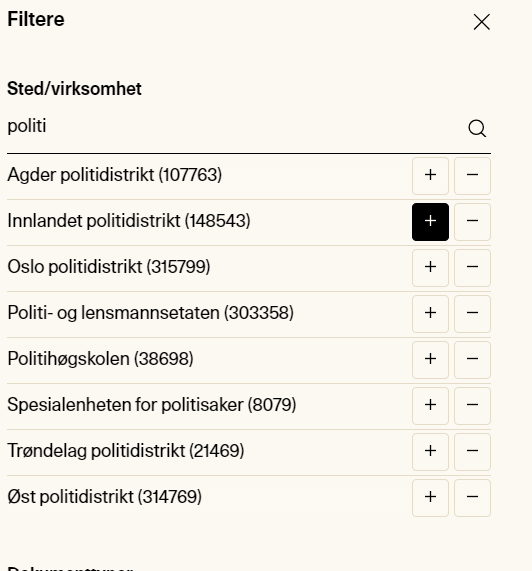 Filtere
Sted/virksomhet
politi
Agder politidistrikt (107763)
Innlandet politidistrikt (148543)
Oslo politidistrikt (315799)
Politi- og lensmannsetaten (303358)
Politihøgskolen (38698)
Spesialenheten for politisaker (8079)
Trøndelag politidistrikt (21469)
Øst politidistrikt (314769)